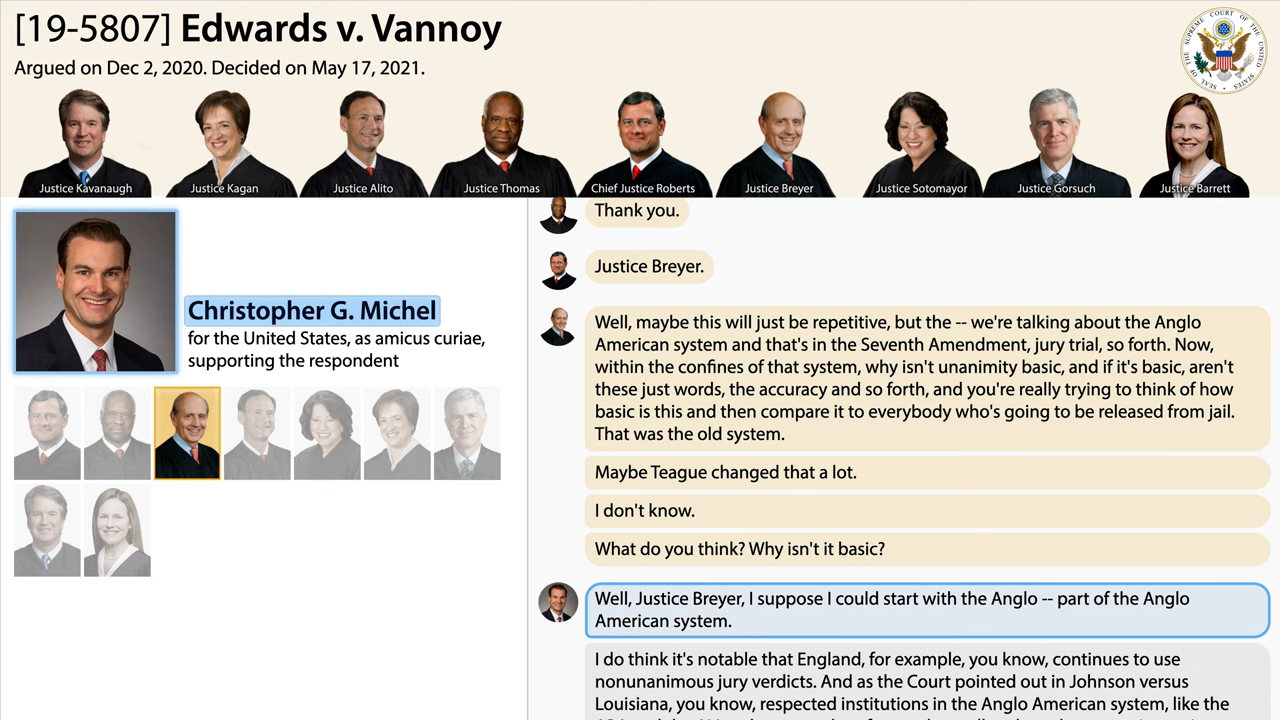 [19-5807] Edwards v. Vannoy
Argued on Dec 2, 2020. Decided on May 17, 2021.
SEAL OF THE SUPREME COURT OF THE UNITED STATES
Justice Kavanaugh
Justice Kagan
Justice Alito
Justice Thomas
Chief Justice Roberts
Justice Breyer
Justice Sotomayor
Justice Gorsuch
Justice Barrett
Christopher G. Michel
for the United States, as amicus curiae,
supporting the respondent
Thank you.
Justice Breyer.
Well, maybe this will just be repetitive, but the -- we're talking about the Anglo
American system and that's in the Seventh Amendment, jury trial, so forth. Now,
within the confines of that system, why isn't unanimity basic, and if it's basic, aren't
these just words, the accuracy and so forth, and you're really trying to think of how
basic is this and then compare it to everybody who's going to be released from jail.
That was the old system.
Maybe Teague changed that a lot.
I don't know.
What do you think? Why isn't it basic?
Well, Justice Breyer, I suppose I could start with the Anglo -- part of the Anglo
American system.
I do think it's notable that England, for example, you know, continues to use
nonunanimous jury verdicts. And as the Court pointed out in Johnson versus
Louisiana, you know, respected institutions in the Anglo American system, like the